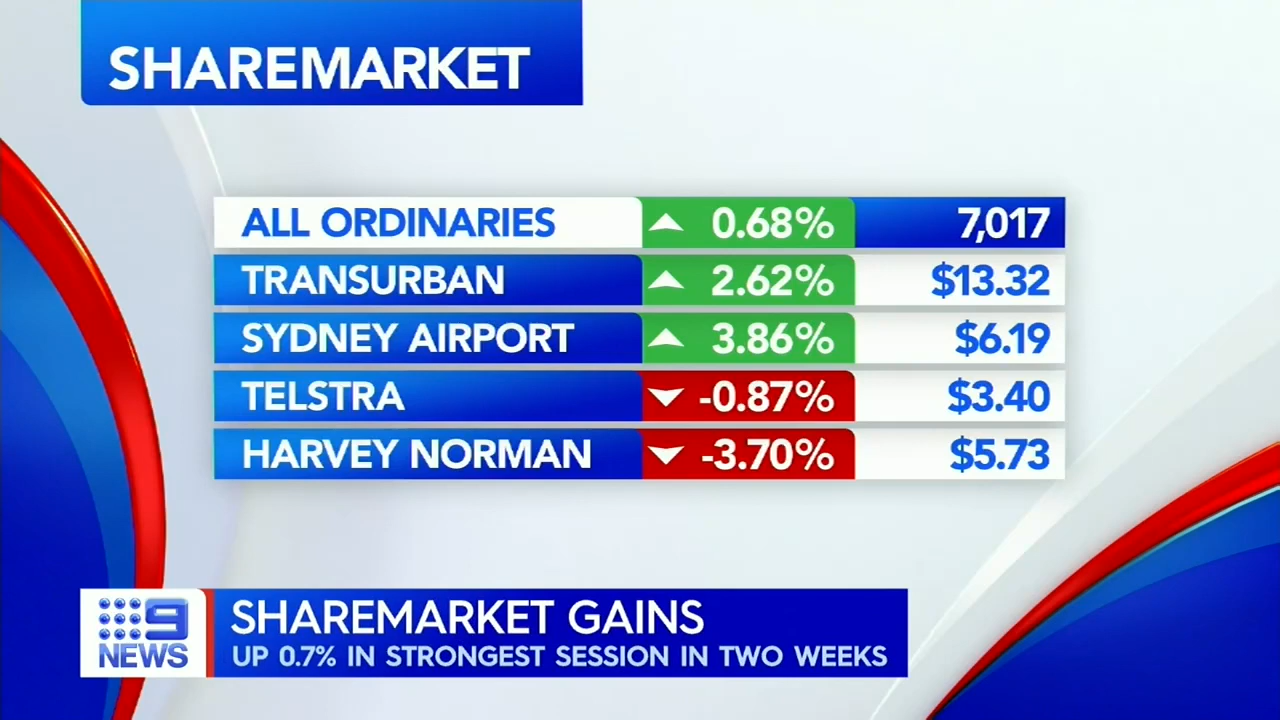 SHAREMARKET
ALL ORDINARIES 0.68% 7,017
TRANSURBAN 2.62% $13.32
SYDNEY AIRPORT 3.86% $6.19
TELSTRA -0.87% $3.40
HARVEY NORMAN -3.70% $5.73
9
NEWS
SHAREMARKET GAINS
UP 0.7% IN STRONGEST SESSION IN TWO WEEKS